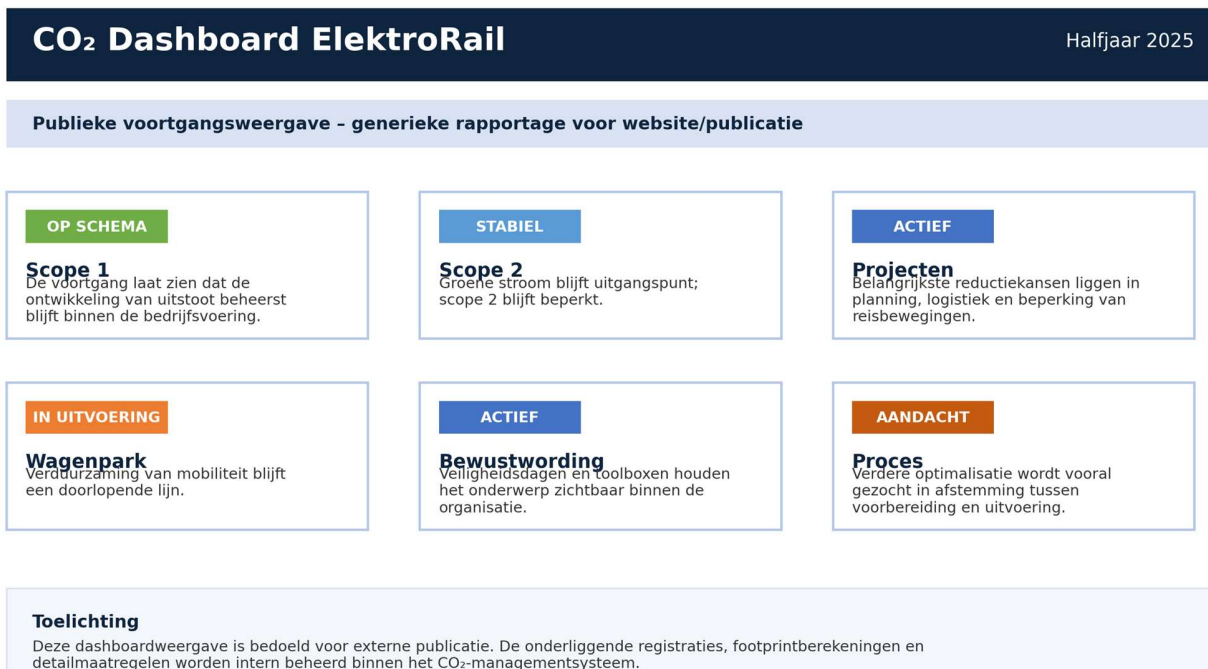 CO₂ Dashboard ElektroRail
Halfjaar 2025
Publieke voortgangsweergave – generieke rapportage voor website/publicatie
OP SCHEMA
Scope 1
De voortgang laat zien dat de
ontwikkeling van uitstoot beheerst
blijft binnen de bedrijfsvoering.
STABIEL
Scope 2
Groene stroom blijft uitgangspunt;
scope 2 blijft beperkt.
ACTIEF
Projecten
Belangrijkste reductiekansen liggen in
planning, logistiek en beperking van
reisbewegingen.
IN UITVOERING
Wagenpark
Verduurzaming van mobiliteit blijft
een doorlopende lijn.
ACTIEF
Bewustwording
Veiligheidsdagen en toolboxen houden
het onderwerp zichtbaar binnen de
organisatie.
AANDACHT
Proces
Verdere optimalisatie wordt vooral
gezocht in afstemming tussen
voorbereiding en uitvoering.
Toelichting
Deze dashboardweergave is bedoeld voor externe publicatie. De onderliggende registraties, footprintberekeningen en
detailmaatregelen worden intern beheerd binnen het CO₂-managementsysteem.